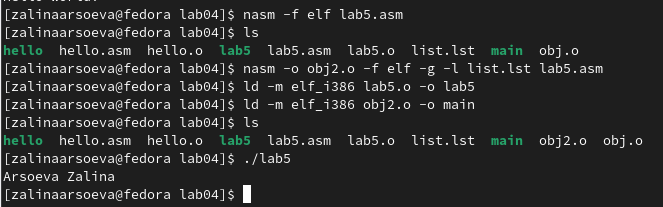 [zalinaarsoeva@fedora lab04]$ nasm -f elf lab5.asm
[zalinaarsoeva@fedora lab04]$ ls
hello hello.asm hello.o lab5 lab5.asm lab5.o list.lst main obj.o
[zalinaarsoeva@fedora lab04]$ nasm -o obj2.o -f elf -g -l list.lst lab5.asm
[zalinaarsoeva@fedora lab04]$ ld -m elf_i386 lab5.o -o lab5
[zalinaarsoeva@fedora lab04]$ ld -m elf_i386 obj2.o -o main
[zalinaarsoeva@fedora lab04]$ ls
hello hello.asm hello.o lab5 lab5.asm lab5.o list.lst main obj2.o obj.o
[zalinaarsoeva@fedora lab04]$ ./lab5
Arsoeva Zalina
[zalinaarsoeva@fedora lab04]$